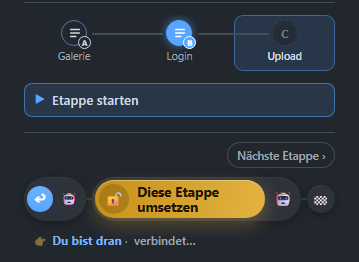 A
B
C
Galerie
Login
Upload
Etappe starten
Nächste Etappe ›
Diese Etappe
umsetzen
Du bist dran · verbindet...